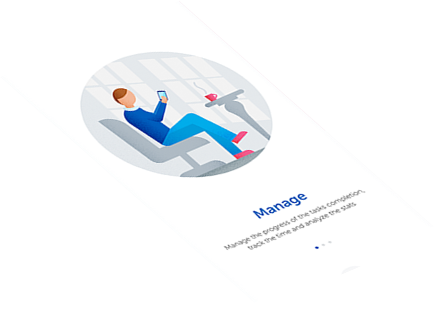 Manage
Manage the progress of the tasks completion,
track the time and analyze the stats